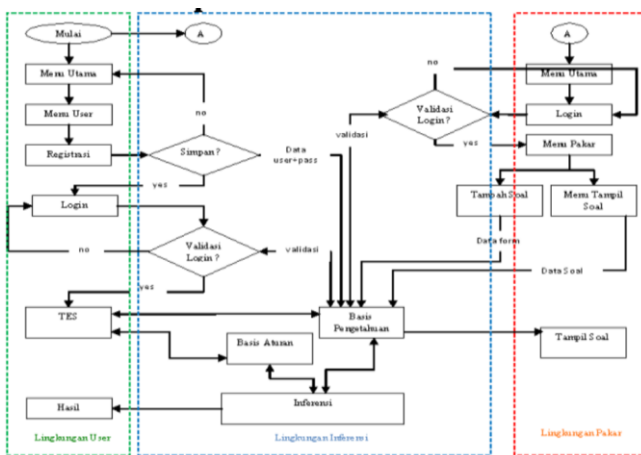 Mulai
A
A
Menu Utama
no
no
Menu Utama
Menu User
Validasi
Login?
Login
validasi
Registrasi
Simpan?
Data
user+pass
yes
Menu Pakar
yes
Login
Tambah Soal
Menu Tampil
Soal
no
Validasi
Login?
validasi
Data form
Data Soal
yes
TES
Basis
Pengetahuan
Basis Aturan
Tampil Soal
Inferensi
Hasil
Lingkungan User
Lingkungan Inferensi
Lingkungan Pakar